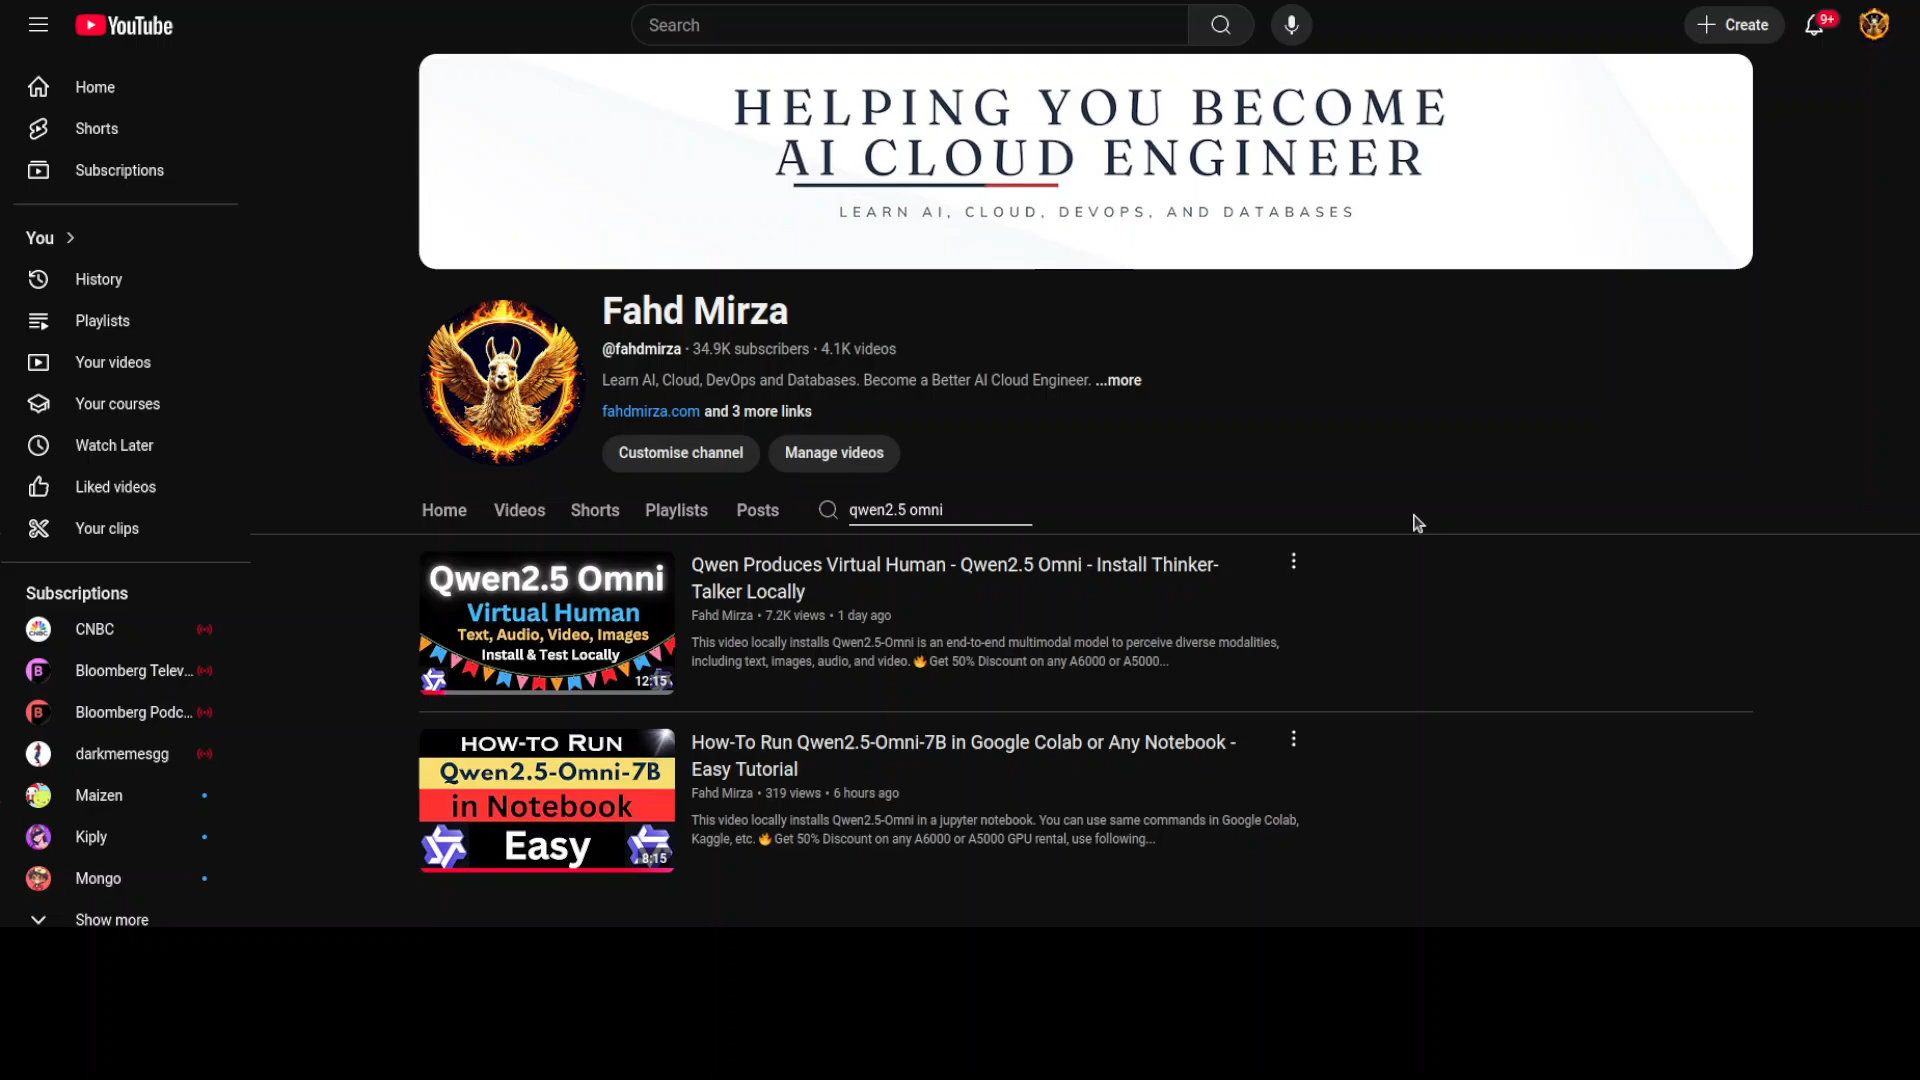 YouTube
Search
Create
9+
Home
Shorts
Subscriptions
You
History
Playlists
Your videos
Your courses
Watch Later
Liked videos
Your clips
Subscriptions
CNBC
Bloomberg Telev...
Bloomberg Podc...
darkmemesgg
Maizen
Kiply
Mongo
Show more
HELPING YOU BECOME
AI CLOUD ENGINEER
LEARN AI, CLOUD, DEVOPS, AND DATABASES
Fahd Mirza
@fahdmirza · 34.9K subscribers · 4.1K videos
Learn AI, Cloud, DevOps and Databases. Become a Better AI Cloud Engineer. ...more
fahdmirza.com and 3 more links
Customise channel
Manage videos
Home Videos Shorts Playlists Posts qwen2.5 omni
Qwen2.5 Omni
Virtual Human
Text, Audio, Video, Images
Install & Test Locally
12:15
Qwen Produces Virtual Human - Qwen2.5 Omni - Install Thinker-
Talker Locally
Fahd Mirza • 7.2K views • 1 day ago
This video locally installs Qwen2.5-Omni is an end-to-end multimodal model to perceive diverse modalities,
including text, images, audio, and video. 🔥Get 50% Discount on any A6000 or A5000...
HOW-TO RUN
Qwen2.5-Omni-7B
in Notebook
Easy
8:15
How-To Run Qwen2.5-Omni-7B in Google Colab or Any Notebook -
Easy Tutorial
Fahd Mirza • 319 views • 6 hours ago
This video locally installs Qwen2.5-Omni in a jupyter notebook. You can use same commands in Google Colab,
Kaggle, etc. 🔥Get 50% Discount on any A6000 or A5000 GPU rental, use following...